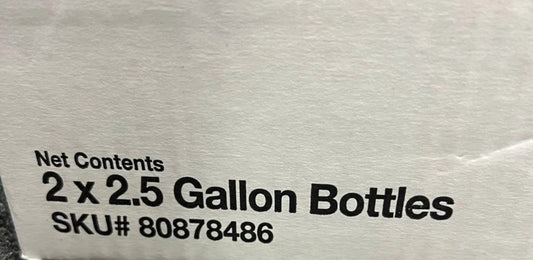 Net Contents
2 x 2.5 Gallon Bottles
SKU# 80878486